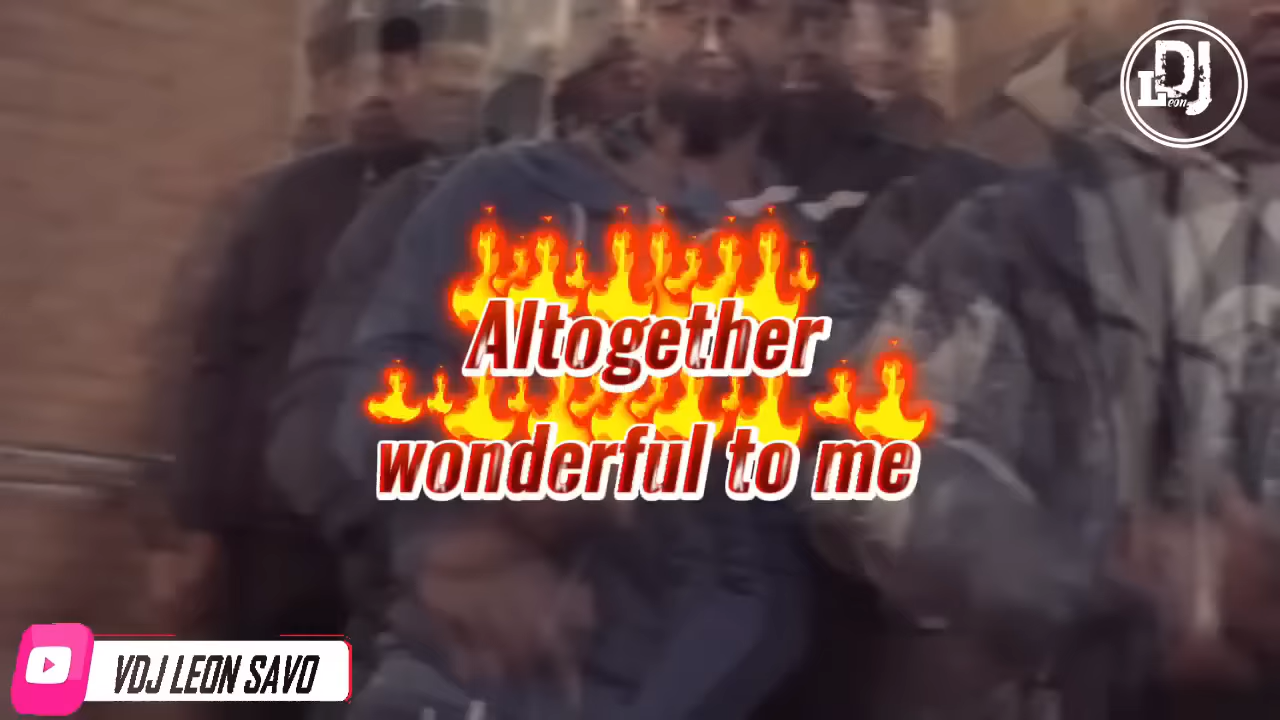 DJ
Leon
Altogether
wonderful to me
VDJ LEON SAVO